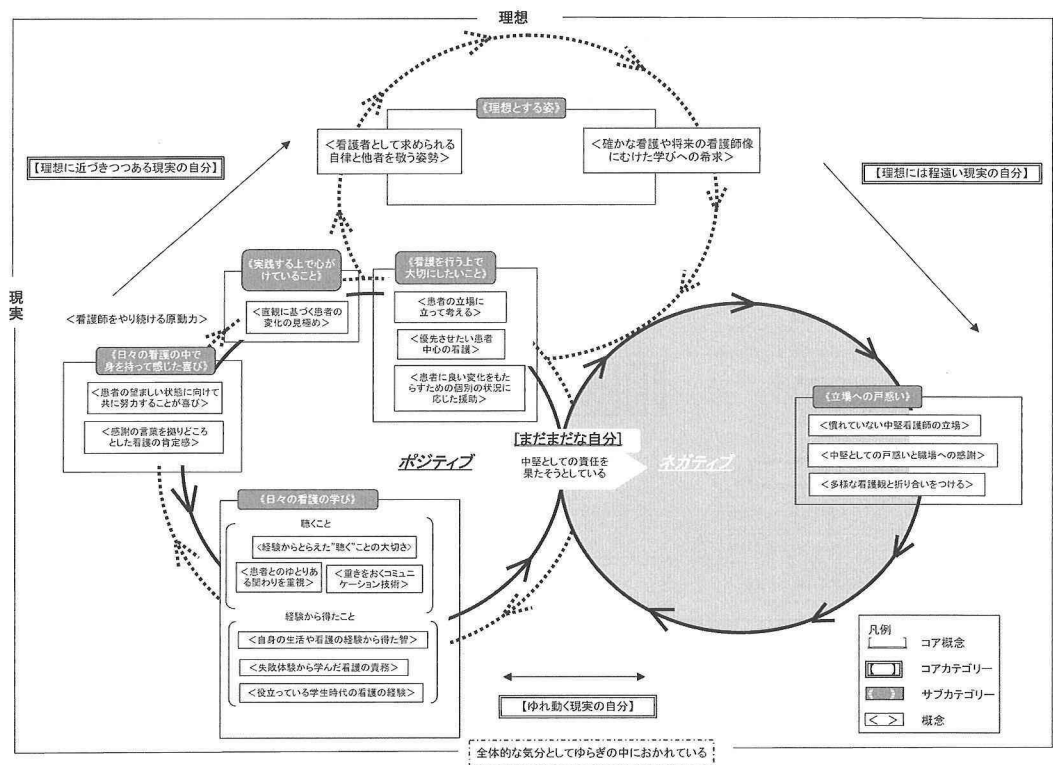 理想
《理想とする姿》
<看護者として求められる
自律と他者を敬う姿勢>
<確かな看護や将来の看護師像
にむけた学びへの希求>
【理想に近づきつつある現実の自分】
【理想には程遠い現実の自分】
現実
《実践する上で心が
けていること》
<直観に基づく患者の
変化の見極め>
《看護を行う上で
大切にしたいこと》
<患者の立場に
立って考える>
<優先させたい患者
中心の看護>
<患者に良い変化をもた
らすための個別の状況に
応じた援助>
<看護師をやり続ける原動力>
《日々の看護の中で
身を持って感じた喜び》
<患者の望ましい状態に向けて
共に努力することが喜び>
<感謝の言葉を拠りどころ
とした看護の肯定感>
ポジティブ
[まだまだな自分]
中堅としての責任を
果たそうとしている
ネガティブ
《立場への戸惑い》
<慣れていない中堅看護師の立場>
<中堅としての戸惑いと職場への感謝>
<多様な看護観と折り合いをつける>
《日々の看護の学び》
聴くこと
<経験からとらえた"聴く"ことの大切さ>
<患者とのゆとりあ
る関わりを重視>
<重きをおくコミュニ
ケーション技術>
経験から得たこと
<自身の生活や看護の経験から得た智>
<失敗体験から学んだ看護の責務>
<役立っている学生時代の看護の経験>
【ゆれ動く現実の自分】
全体的な気分としてゆらぎの中におかれている
凡例
コア概念
【 】
コアカテゴリー
《 》
サブカテゴリー
< >
概念